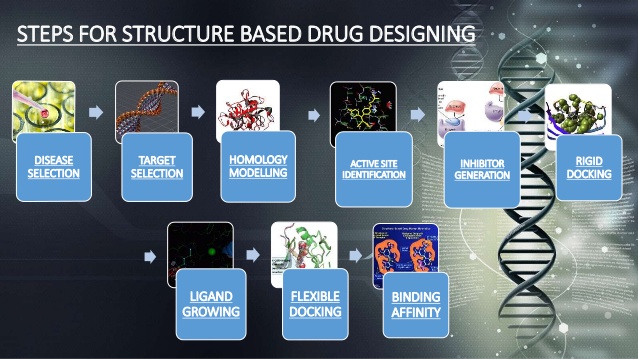 STEPS FOR STRUCTURE BASED DRUG DESIGNING
DISEASE
SELECTION
TARGET
SELECTION
HOMOLOGY
MODELLING
ACTIVE SITE
IDENTIFICATION
INHIBITOR
GENERATION
RIGID
DOCKING
LIGAND
GROWING
FLEXIBLE
DOCKING
BINDING
AFFINITY